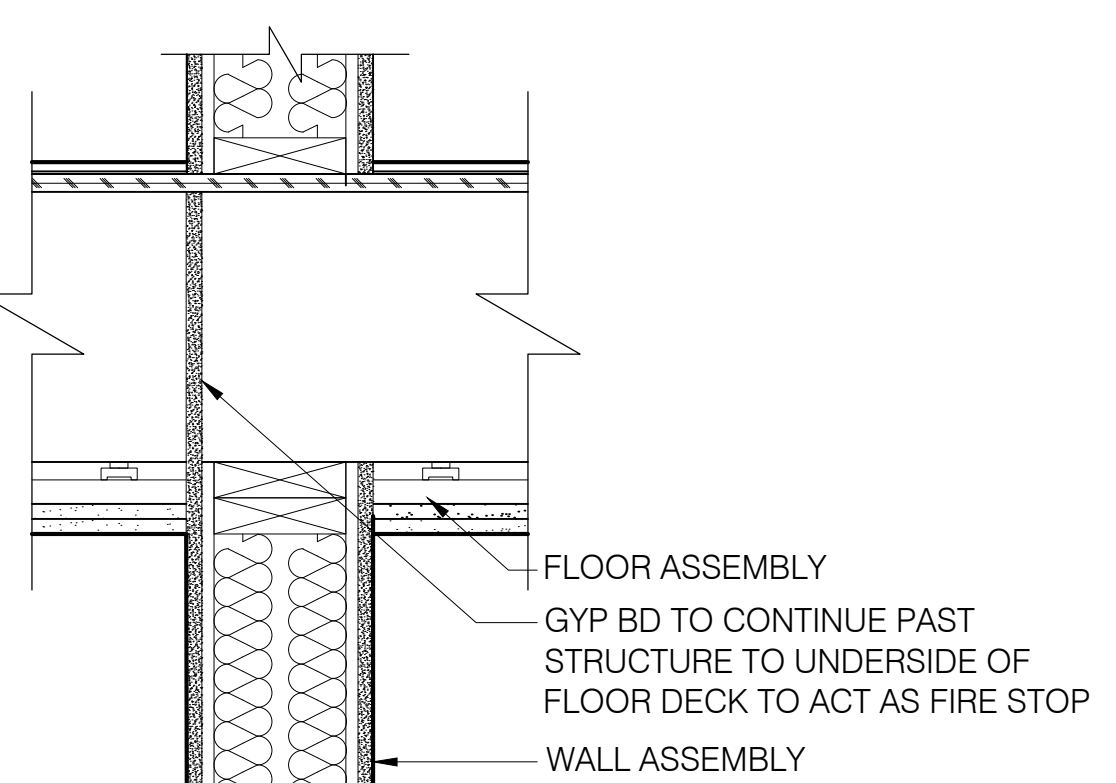 FLOOR ASSEMBLY
GYP BD TO CONTINUE PAST
STRUCTURE TO UNDERSIDE OF
FLOOR DECK TO ACT AS FIRE STOP
WALL ASSEMBLY